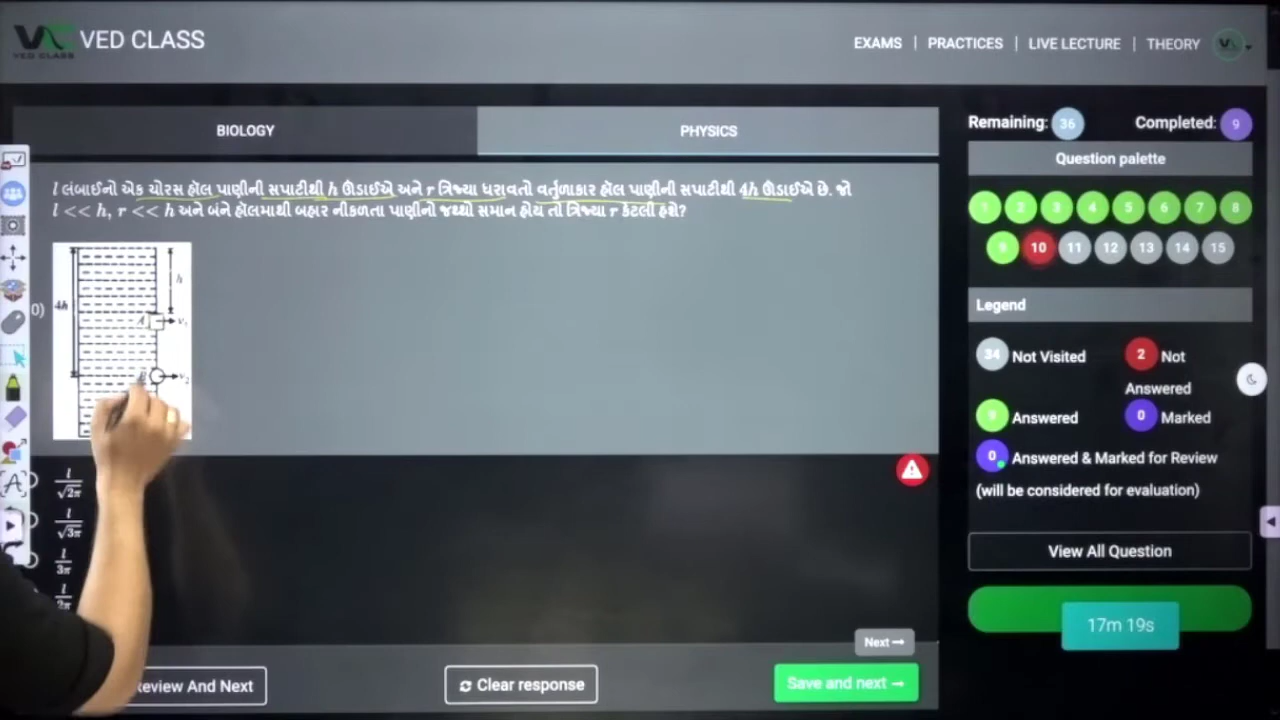 VED CLASS
VED CLASS
EXAMS | PRACTICES | LIVE LECTURE | THEORY
BIOLOGY
PHYSICS
Remaining: 36 Completed: 9
Question palette
l લંબાઈનો એક ચોરસ હૉલ પાણીની સપાટીથી h ઊંડાઈએ અને r ત્રિજ્યા ધરાવતો વર્તુળાકાર હૉલ પાણીની સપાટીથી 4h ઊંડાઈએ છે. જો
l << h, r << h અને બંને હૉલમાથી બહાર નીકળતા પાણીનો જથ્થો સમાન હોય તો ત્રિજ્યા r કેટલી હશે?
1 2 3 4 5 6 7 8
9 10 11 12 13 14 15
0)
4h
h
A
v₁
v₂
Legend
34 Not Visited
2 Not Answered
9 Answered
0 Marked
0 Answered & Marked for Review
(will be considered for evaluation)
l/√2π
l/√3π
l/3π
l/2π
View All Question
17m 19s
Next →
Review And Next
Clear response
Save and next →